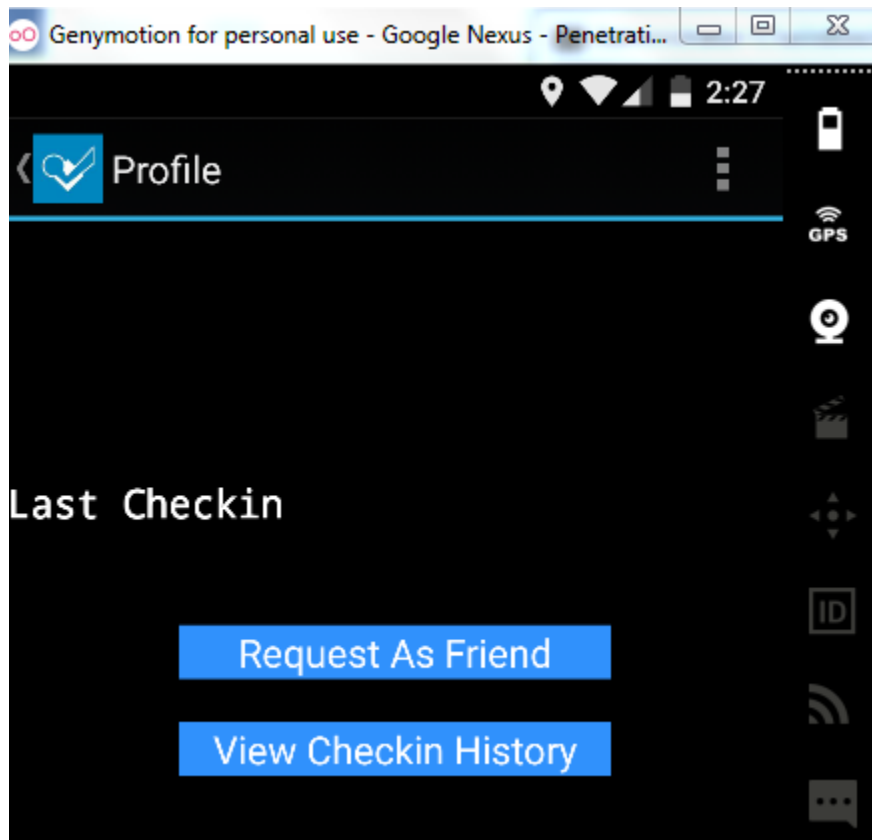 Genymotion for personal use - Google Nexus - Penetrati...
2:27
Profile
GPS
Last Checkin
ID
Request As Friend
View Checkin History